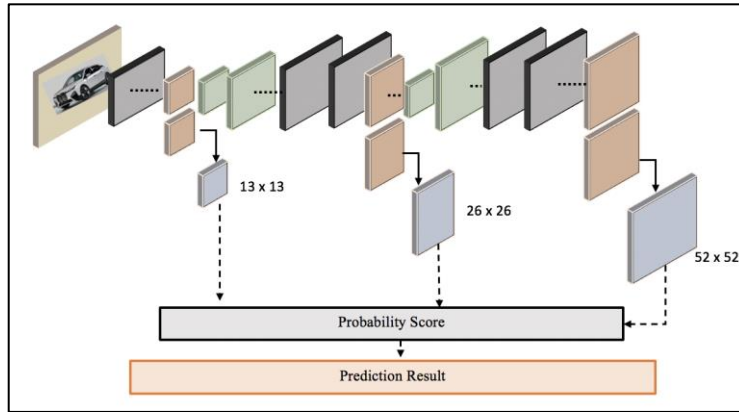 13 x 13
26 x 26
52 x 52
Probability Score
Prediction Result